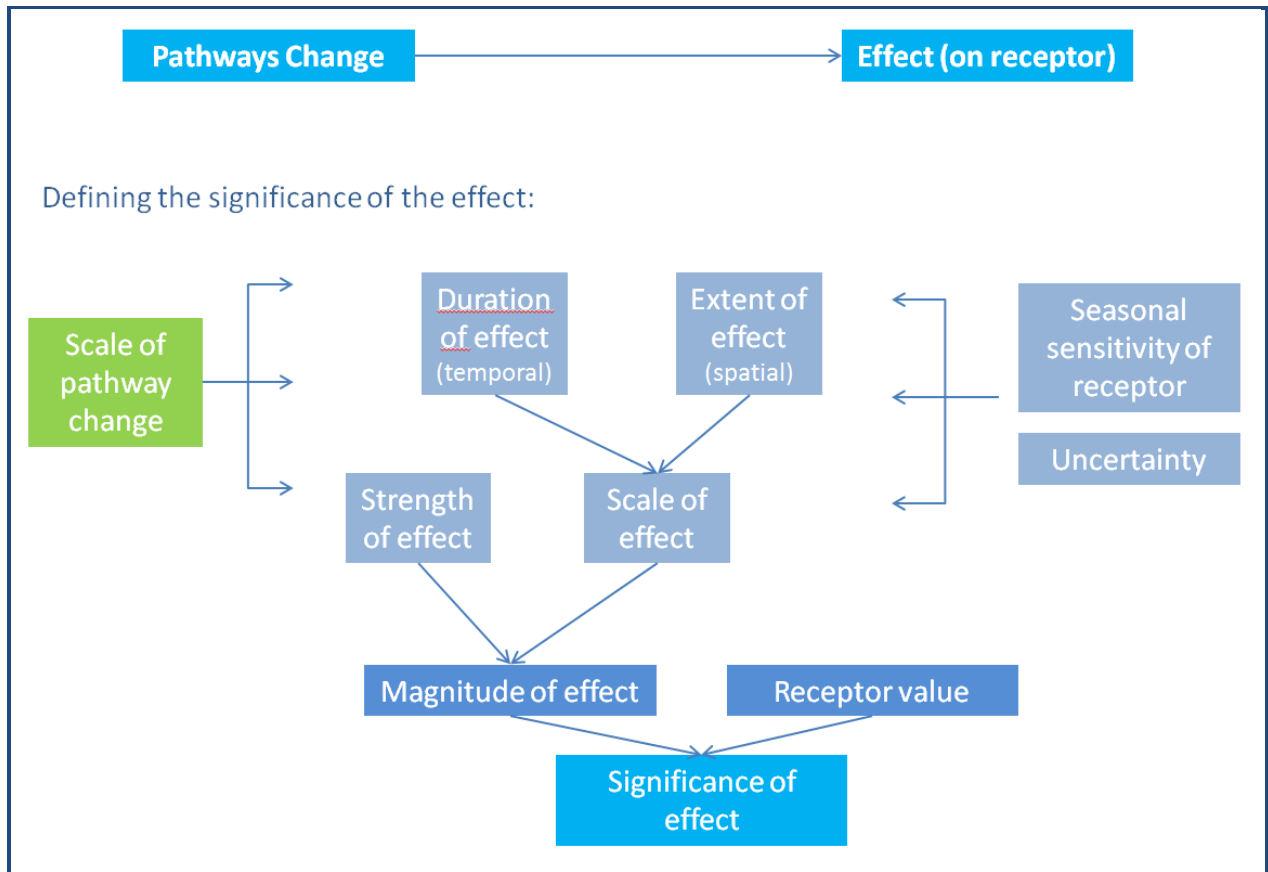 Pathways Change
Effect (on receptor)
Defining the significance of the effect:
Scale of
pathway
change
Duration
of effect
(temporal)
Extent of
effect
(spatial)
Seasonal
sensitivity of
receptor
Uncertainty
Strength
of effect
Scale of
effect
Magnitude of effect
Receptor value
Significance of
effect